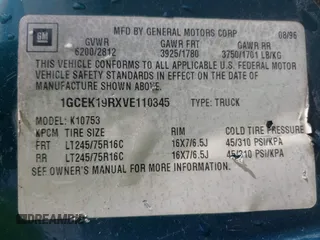 GM
MFD BY GENERAL MOTORS CORP 08/96
GVWR GAWR FRT GAWR RR
6200/2812 3925/1780 3750/1701 LB/KG
THIS VEHICLE CONFORMS TO ALL APPLICABLE U.S. FEDERAL MOTOR
VEHICLE SAFETY STANDARDS IN EFFECT ON THE DATE OF
MANUFACTURE SHOWN ABOVE.
1GCEK19RXVE110345 TYPE: TRUCK
MODEL: K10753
KPCM TIRE SIZE RIM COLD TIRE PRESSURE
FRT LT245/75R16C 16X7/6.5J 45/310 PSI/KPA
RR LT245/75R16C 16X7/6.5J 45/310 PSI/KPA
SEE OWNER'S MANUAL FOR MORE INFORMATION.
DREAMBID